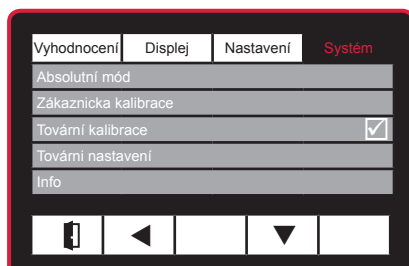 Vyhodnocení Displej Nastavení Systém
Absolutní mód
Zákaznicka kalibrace
Tovární kalibrace
Továrni nastavení
Info